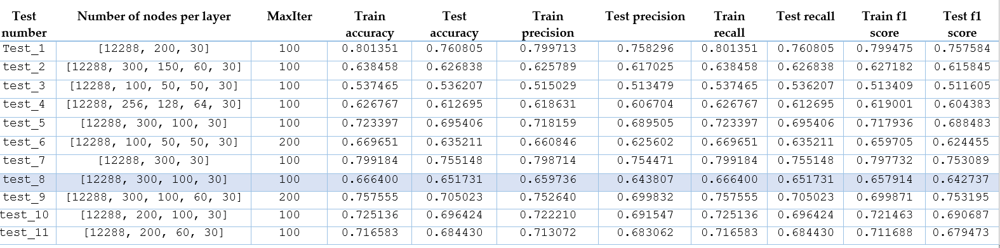 Test number Number of nodes per layer MaxIter Train accuracy Test accuracy Train precision Test precision Train recall Test recall Train f1 score Test f1 score
Test_1 [12288, 200, 30] 100 0.801351 0.760805 0.799713 0.758296 0.801351 0.760805 0.799475 0.757584
test_2 [12288, 300, 150, 60, 30] 100 0.638458 0.626838 0.625789 0.617025 0.638458 0.626838 0.627182 0.615845
test_3 [12288, 100, 50, 50, 30] 100 0.537465 0.536207 0.515029 0.513479 0.537465 0.536207 0.513409 0.511605
test_4 [12288, 256, 128, 64, 30] 100 0.626767 0.612695 0.618631 0.606704 0.626767 0.612695 0.619001 0.604383
test_5 [12288, 300, 100, 30] 100 0.723397 0.695406 0.718159 0.689505 0.723397 0.695406 0.717936 0.688483
test_6 [12288, 100, 50, 50, 30] 200 0.669651 0.635211 0.660846 0.625602 0.669651 0.635211 0.659705 0.624455
test_7 [12288, 300, 30] 100 0.799184 0.755148 0.798714 0.754471 0.799184 0.755148 0.797732 0.753089
test_8 [12288, 300, 100, 30] 100 0.666400 0.651731 0.659736 0.643807 0.666400 0.651731 0.657914 0.642737
test_9 [12288, 300, 100, 60, 30] 200 0.757555 0.705023 0.752640 0.699832 0.757555 0.705023 0.699871 0.753195
test_10 [12288, 200, 100, 30] 100 0.725136 0.696424 0.722210 0.691547 0.725136 0.696424 0.721463 0.690687
test_11 [12288, 200, 60, 30] 100 0.716583 0.684430 0.713072 0.683062 0.716583 0.684430 0.711688 0.679473